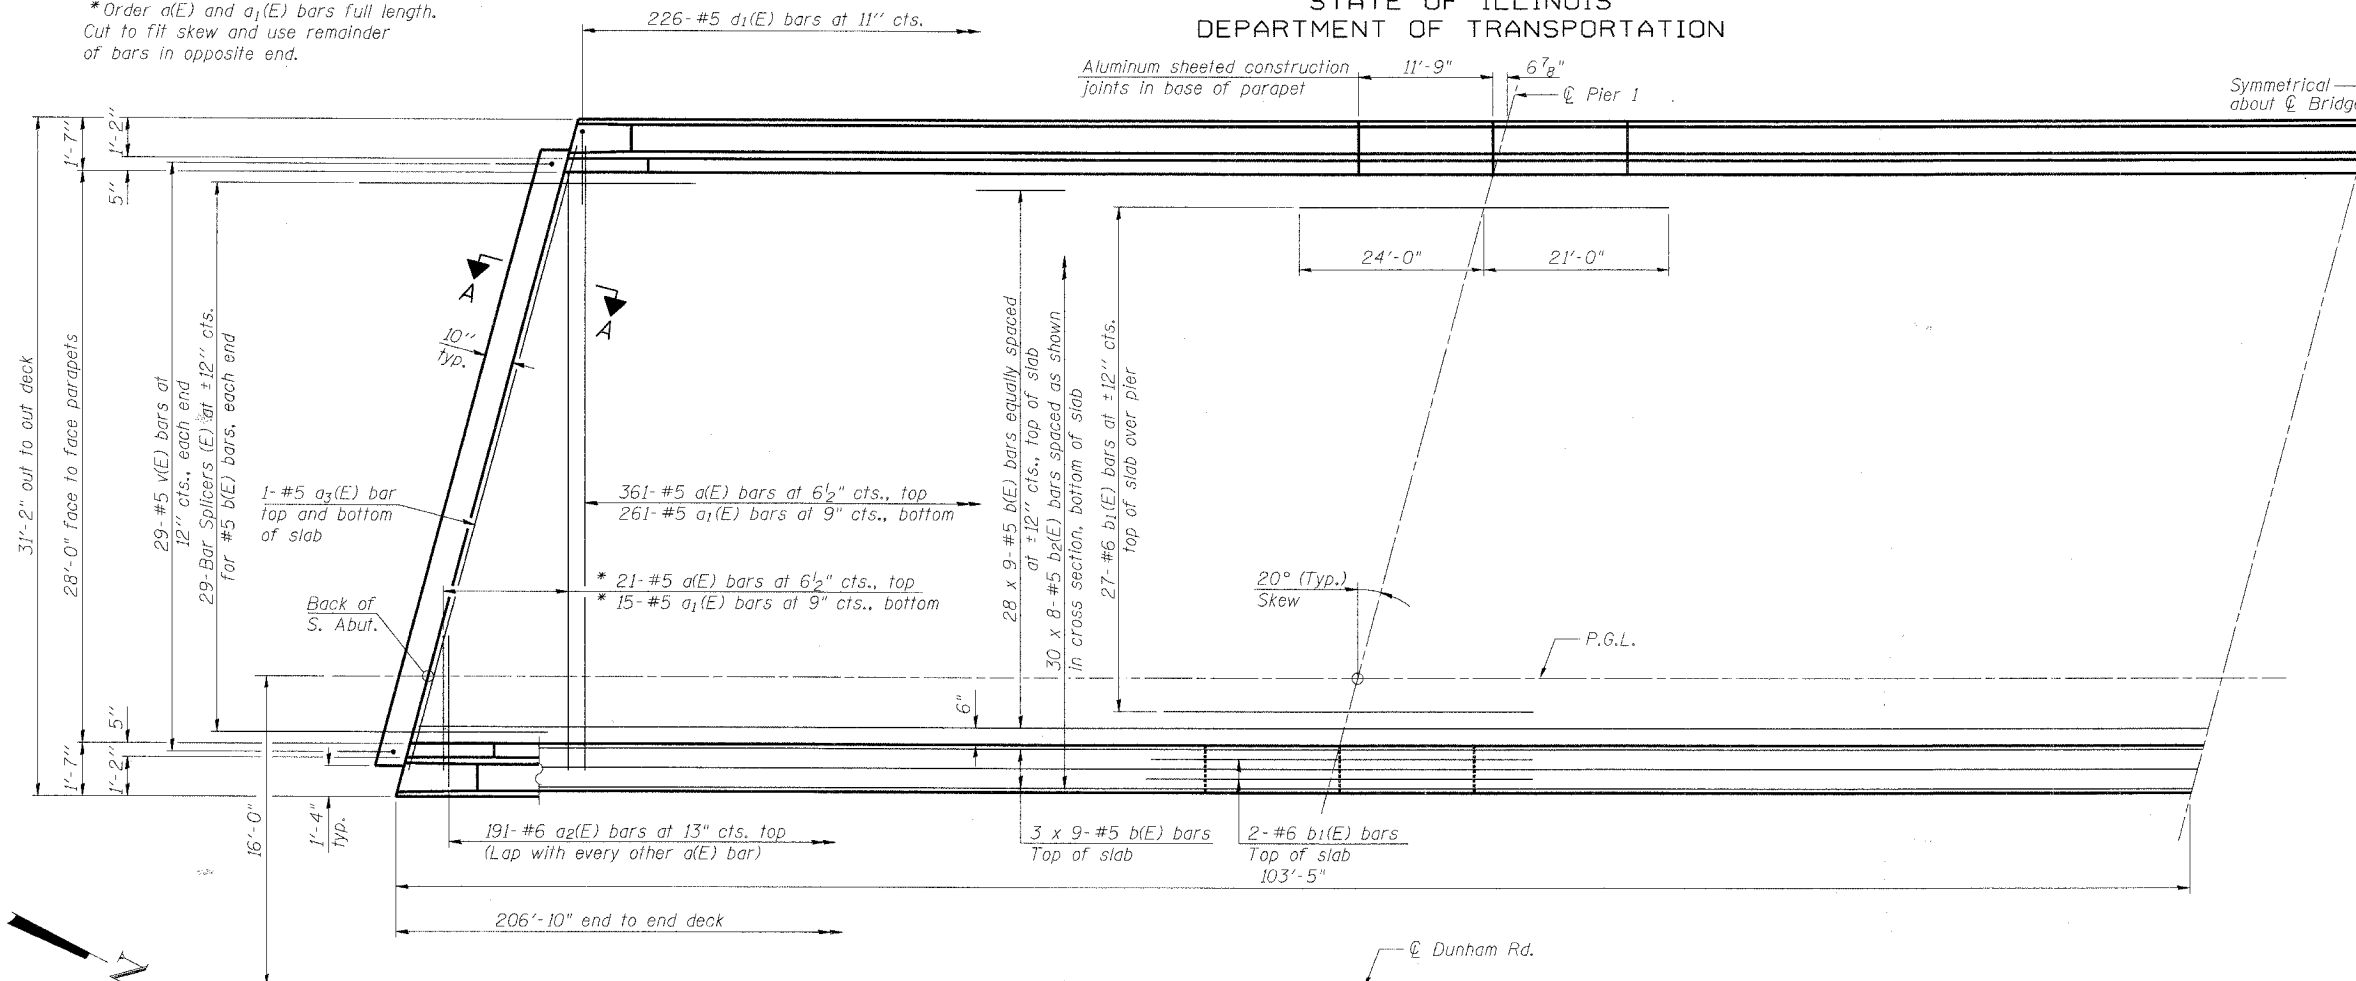 * Order a(E) and a1(E) bars full length.
Cut to fit skew and use remainder
of bars in opposite end.
226-#5 d1(E) bars at 11" cts.
STATE OF ILLINOIS
DEPARTMENT OF TRANSPORTATION
Aluminum sheeted construction
joints in base of parapet
11'-9"
6 7/8"
℄ Pier 1
Symmetrical
about ℄ Bridge
1'-7"
1'-2"
5"
31'-2" out to out deck
28'-0" face to face parapets
29-#5 v(E) bars at
12" cts., each end
29-Bar Splicers (E) at ±12" cts.
for #5 b(E) bars, each end
A
A
10"
typ.
24'-0"
21'-0"
28 x 9-#5 b(E) bars equally spaced
at ±12" cts., top of slab
30 x 8-#5 b2(E) bars spaced as shown
in cross section, bottom of slab
27-#6 b1(E) bars at ±12" cts.
top of slab over pier
1-#5 a3(E) bar
top and bottom
of slab
361-#5 a(E) bars at 6 1/2" cts., top
261-#5 a1(E) bars at 9" cts., bottom
* 21-#5 a(E) bars at 6 1/2" cts., top
* 15-#5 a1(E) bars at 9" cts., bottom
Back of
S. Abut.
20° (Typ.)
Skew
P.G.L.
6"
5"
1'-7"
1'-2"
16'-0"
1'-4"
typ.
191-#6 a2(E) bars at 13" cts. top
(Lap with every other a(E) bar)
3 x 9-#5 b(E) bars
Top of slab
2-#6 b1(E) bars
Top of slab
103'-5"
206'-10" end to end deck
℄ Dunham Rd.